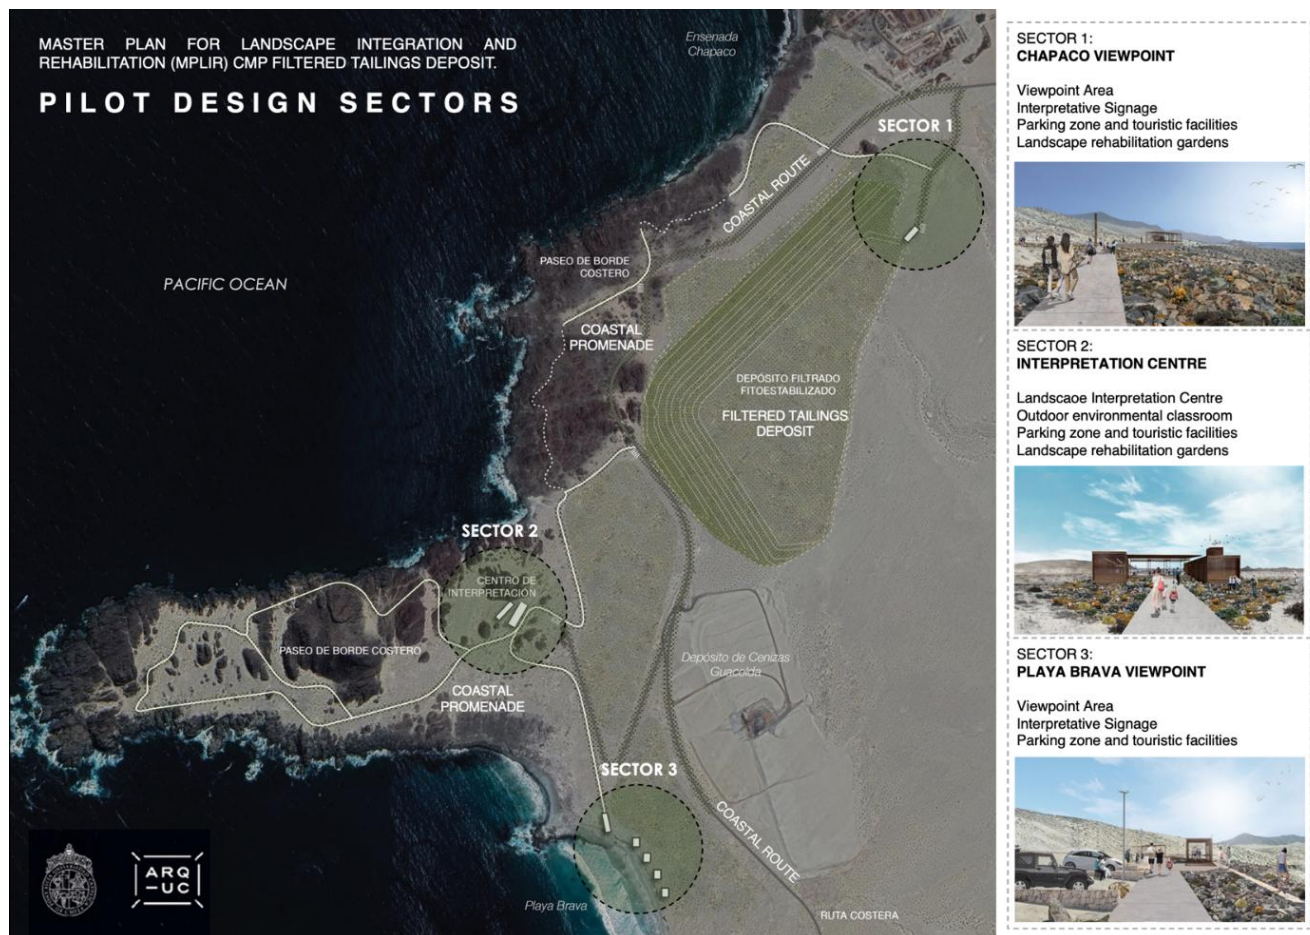 MASTER PLAN FOR LANDSCAPE INTEGRATION AND
REHABILITATION (MPLIR) CMP FILTERED TAILINGS DEPOSIT.
PILOT DESIGN SECTORS
Ensenada
Chapaco
SECTOR 1
COASTAL ROUTE
PACIFIC OCEAN
PASEO DE BORDE
COSTERO
COASTAL
PROMENADE
DEPÓSITO FILTRADO
FITOESTABILIZADO
FILTERED TAILINGS
DEPOSIT
SECTOR 2
CENTRO DE
INTERPRETACIÓN
PASEO DE BORDE COSTERO
COASTAL
PROMENADE
Depósito de Cenizas
Guacolda
SECTOR 3
COASTAL ROUTE
Playa Brava
RUTA COSTERA
ARQ
–UC
SECTOR 1:
CHAPACO VIEWPOINT
Viewpoint Area
Interpretative Signage
Parking zone and touristic facilities
Landscape rehabilitation gardens
SECTOR 2:
INTERPRETATION CENTRE
Landscaoe Interpretation Centre
Outdoor environmental classroom
Parking zone and touristic facilities
Landscape rehabilitation gardens
SECTOR 3:
PLAYA BRAVA VIEWPOINT
Viewpoint Area
Interpretative Signage
Parking zone and touristic facilities